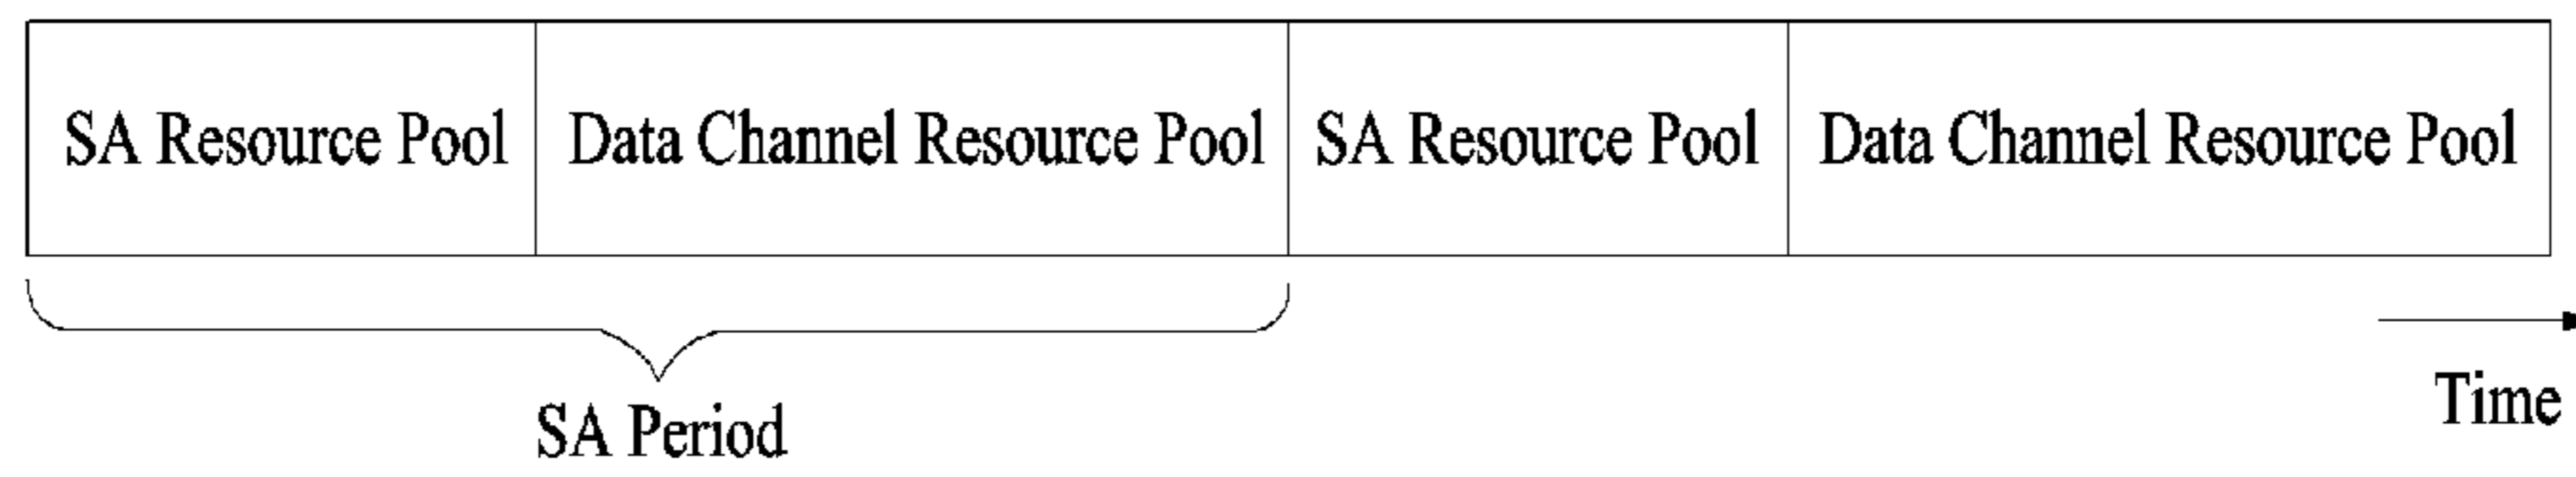 SA Resource Pool
Data Channel Resource Pool
SA Resource Pool
Data Channel Resource Pool
SA Period
Time